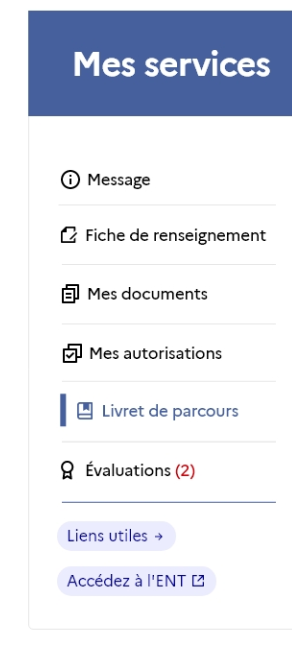 Mes services
Message
Fiche de renseignement
Mes documents
Mes autorisations
Livret de parcours
Évaluations (2)
Liens utiles →
Accédez à l'ENT